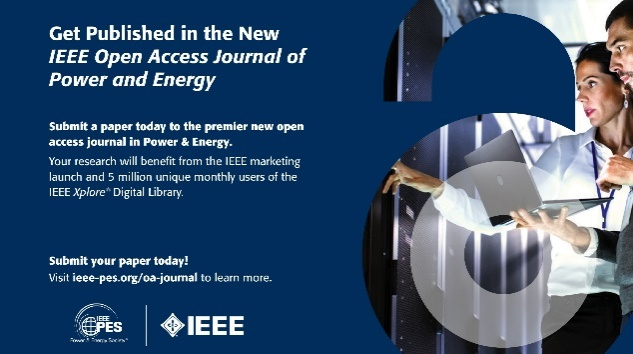 Get Published in the New
IEEE Open Access Journal of
Power and Energy
Submit a paper today to the premier new open
access journal in Power & Energy.
Your research will benefit from the IEEE marketing
launch and 5 million unique monthly users of the
IEEE Xplore® Digital Library.
Submit your paper today!
Visit ieee-pes.org/oa-journal to learn more.
IEEE
PES
Power & Energy Society®
IEEE